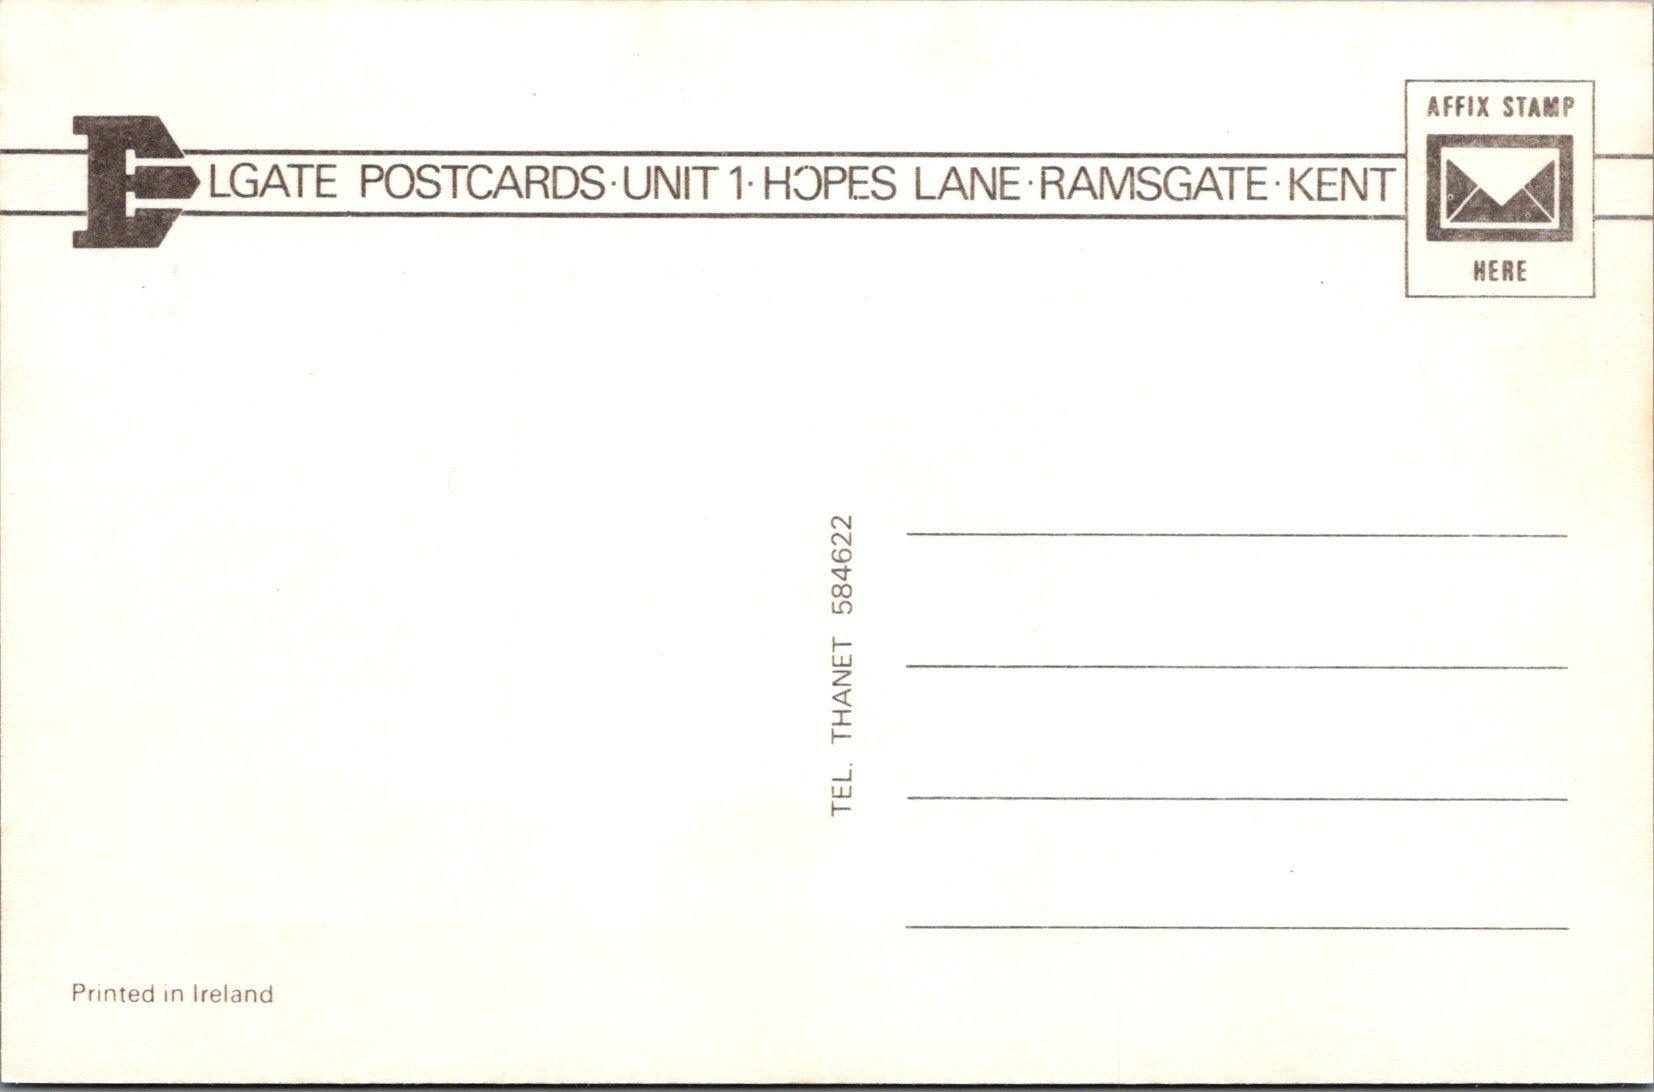 ELGATE POSTCARDS·UNIT 1·HOPES LANE·RAMSGATE·KENT
AFFIX STAMP
HERE
TEL. THANET 584622
Printed in Ireland